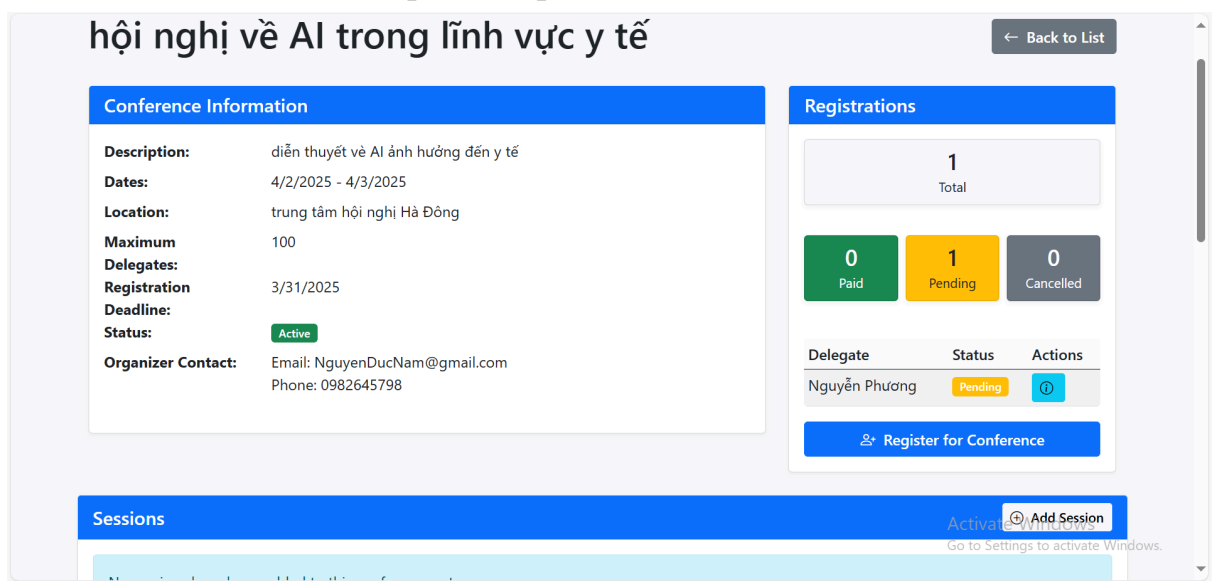 hội nghị về AI trong lĩnh vực y tế
← Back to List
Conference Information
Description: diễn thuyết vè AI ảnh hưởng đến y tế
Dates: 4/2/2025 - 4/3/2025
Location: trung tâm hội nghị Hà Đông
Maximum Delegates: 100
Registration Deadline: 3/31/2025
Status: Active
Organizer Contact: Email: NguyenDucNam@gmail.com
Phone: 0982645798
Registrations
1
Total
0 1 0
Paid Pending Cancelled
Delegate Status Actions
Nguyễn Phương Pending
Register for Conference
Sessions
Add Session
Activate Windows
Go to Settings to activate Windows.